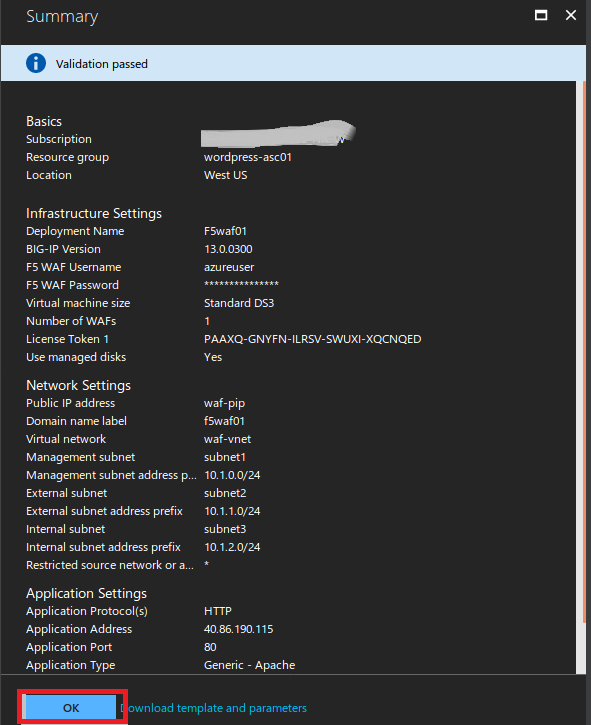 Summary
Validation passed
Basics
Subscription
Resource group wordpress-asc01
Location West US
Infrastructure Settings
Deployment Name F5waf01
BIG-IP Version 13.0.0300
F5 WAF Username azureuser
F5 WAF Password ***************
Virtual machine size Standard DS3
Number of WAFs 1
License Token 1 PAAXQ-GNYFN-ILRSV-SWUXI-XQCNQED
Use managed disks Yes
Network Settings
Public IP address waf-pip
Domain name label f5waf01
Virtual network waf-vnet
Management subnet subnet1
Management subnet address p... 10.1.0.0/24
External subnet subnet2
External subnet address prefix 10.1.1.0/24
Internal subnet subnet3
Internal subnet address prefix 10.1.2.0/24
Restricted source network or a... *
Application Settings
Application Protocol(s) HTTP
Application Address 40.86.190.115
Application Port 80
Application Type Generic - Apache
OK Download template and parameters